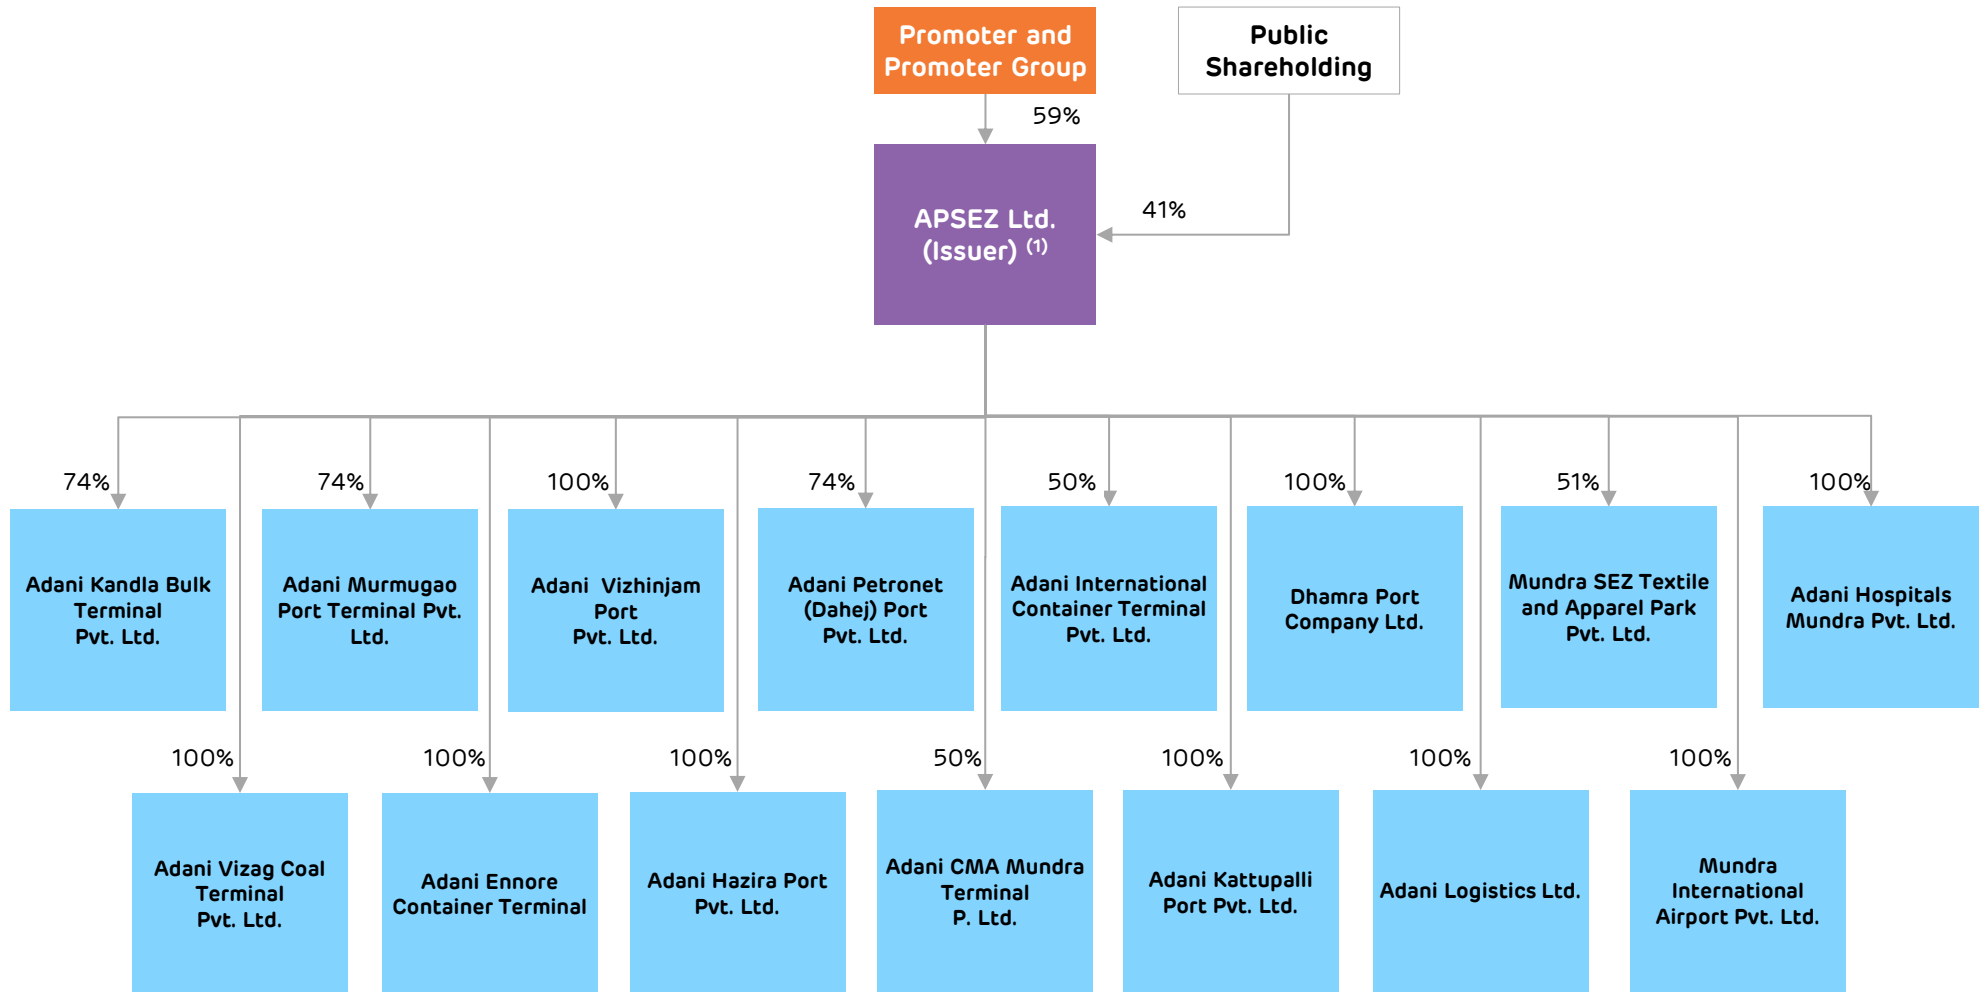 Promoter and
Promoter Group
Public
Shareholding
59%
APSEZ Ltd.
(Issuer) (1)
41%
74%
74%
100%
74%
50%
100%
51%
100%
Adani Kandla Bulk
Terminal
Pvt. Ltd.
Adani Murmugao
Port Terminal Pvt.
Ltd.
Adani Vizhinjam
Port
Pvt. Ltd.
Adani Petronet
(Dahej) Port
Pvt. Ltd.
Adani International
Container Terminal
Pvt. Ltd.
Dhamra Port
Company Ltd.
Mundra SEZ Textile
and Apparel Park
Pvt. Ltd.
Adani Hospitals
Mundra Pvt. Ltd.
100%
100%
100%
50%
100%
100%
100%
Adani Vizag Coal
Terminal
Pvt. Ltd.
Adani Ennore
Container Terminal
Adani Hazira Port
Pvt. Ltd.
Adani CMA Mundra
Terminal
P. Ltd.
Adani Kattupalli
Port Pvt. Ltd.
Adani Logistics Ltd.
Mundra
International
Airport Pvt. Ltd.